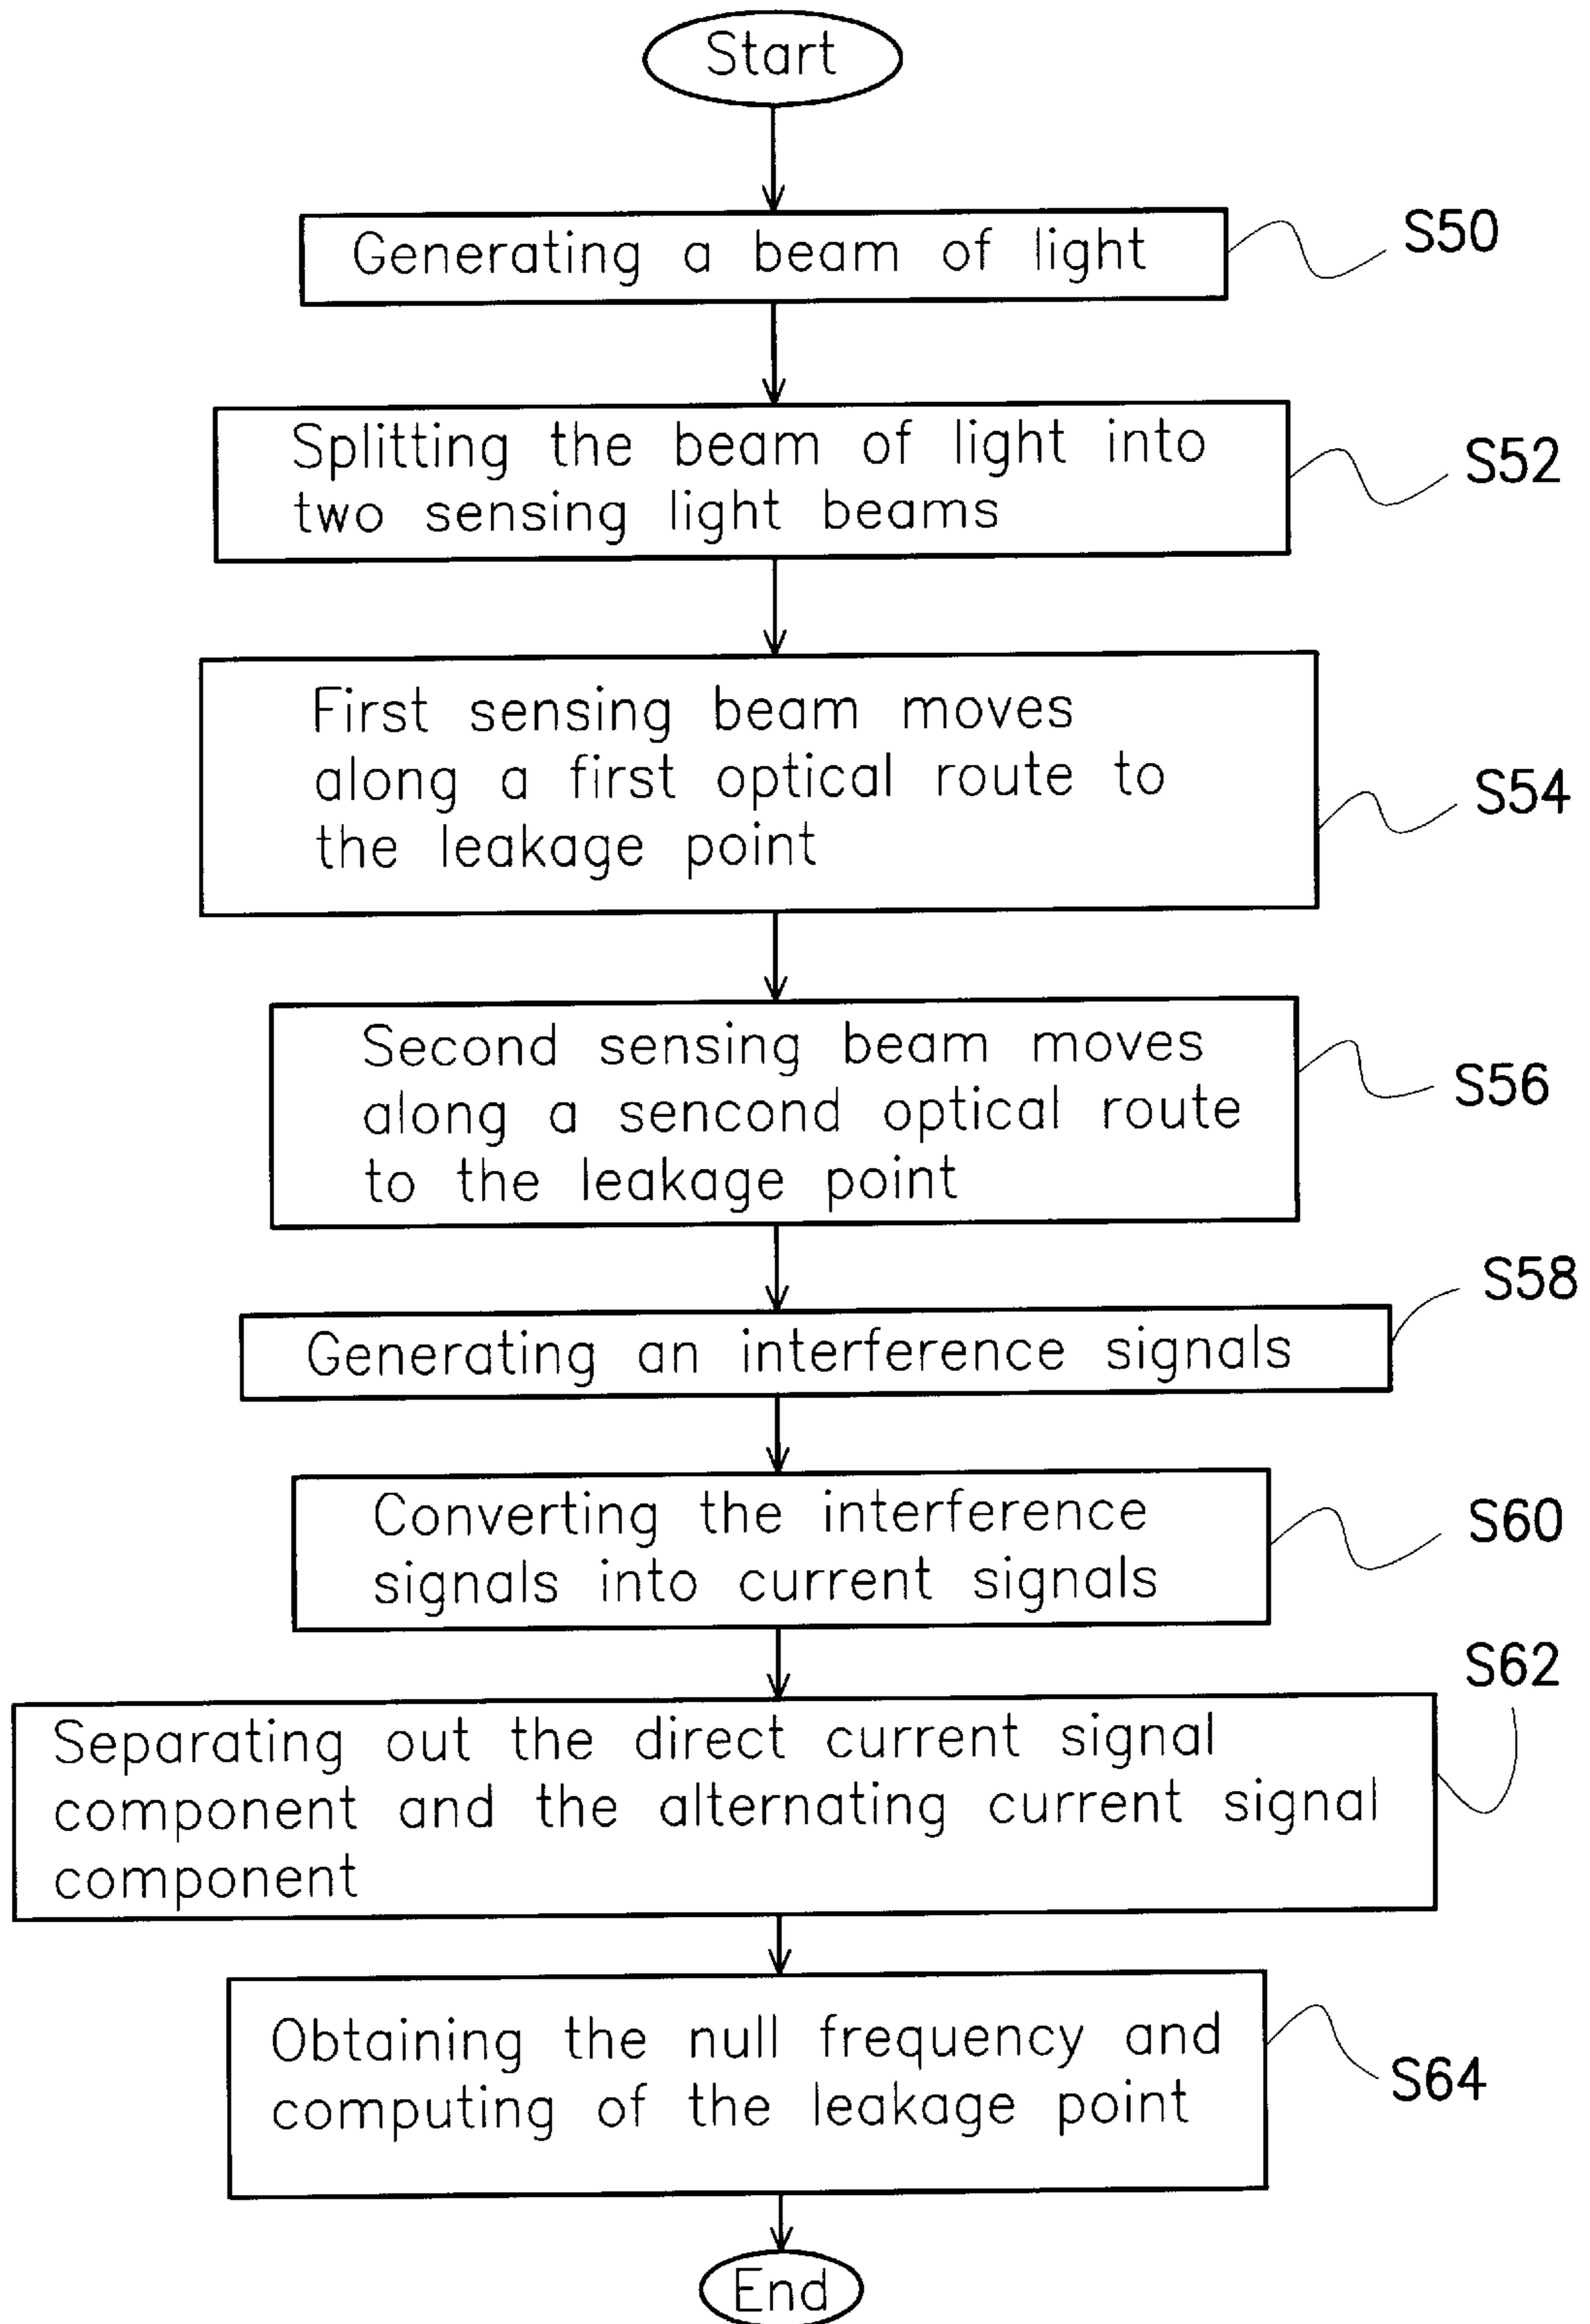 Start
Generating a beam of light
S50
Splitting the beam of light into
two sensing light beams
S52
First sensing beam moves
along a first optical route to
the leakage point
S54
Second sensing beam moves
along a sencond optical route
to the leakage point
S56
Generating an interference signals
S58
Converting the interference
signals into current signals
S60
Separating out the direct current signal
component and the alternating current signal
component
S62
Obtaining the null frequency and
computing of the leakage point
S64
End